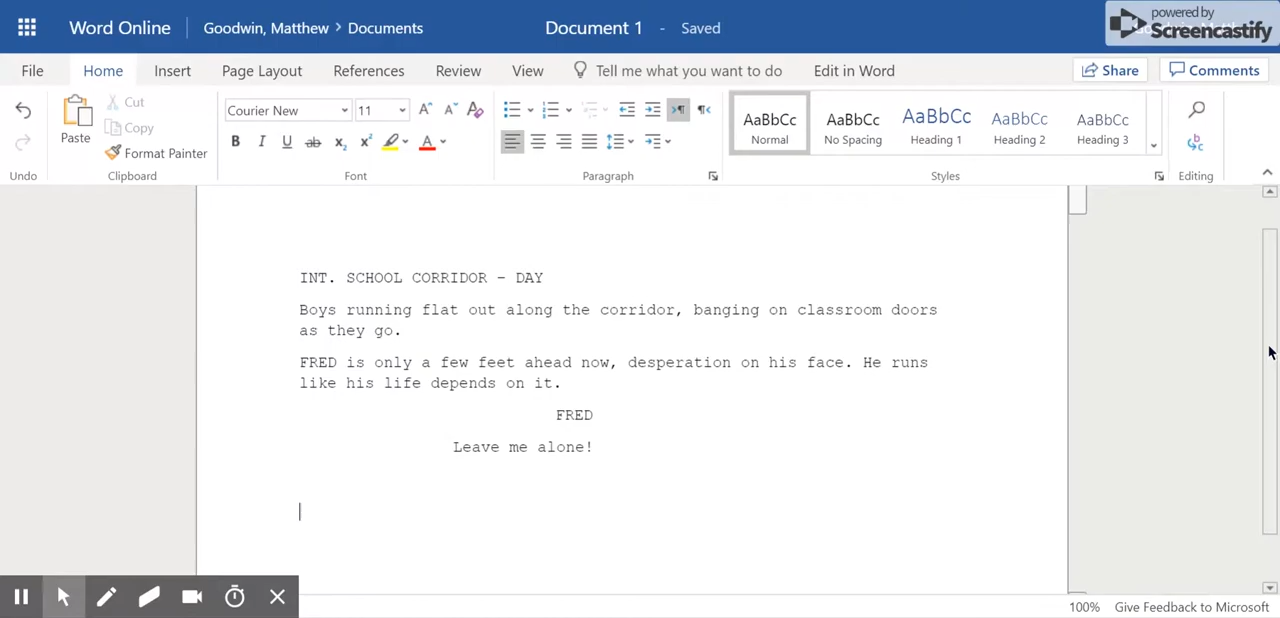 Word Online
Goodwin, Matthew > Documents
Document 1 - Saved
powered by
Screencastify
File Home Insert Page Layout References Review View Tell me what you want to do Edit in Word Share Comments
Paste
Cut
Copy
Format Painter
Courier New 11
B I U ab x₂ x² A
AaBbCc AaBbCc AaBbCc AaBbCc AaBbCc
Normal No Spacing Heading 1 Heading 2 Heading 3
Undo Clipboard Font Paragraph Styles Editing
INT. SCHOOL CORRIDOR – DAY
Boys running flat out along the corridor, banging on classroom doors
as they go.
FRED is only a few feet ahead now, desperation on his face. He runs
like his life depends on it.
FRED
Leave me alone!
100% Give Feedback to Microsoft